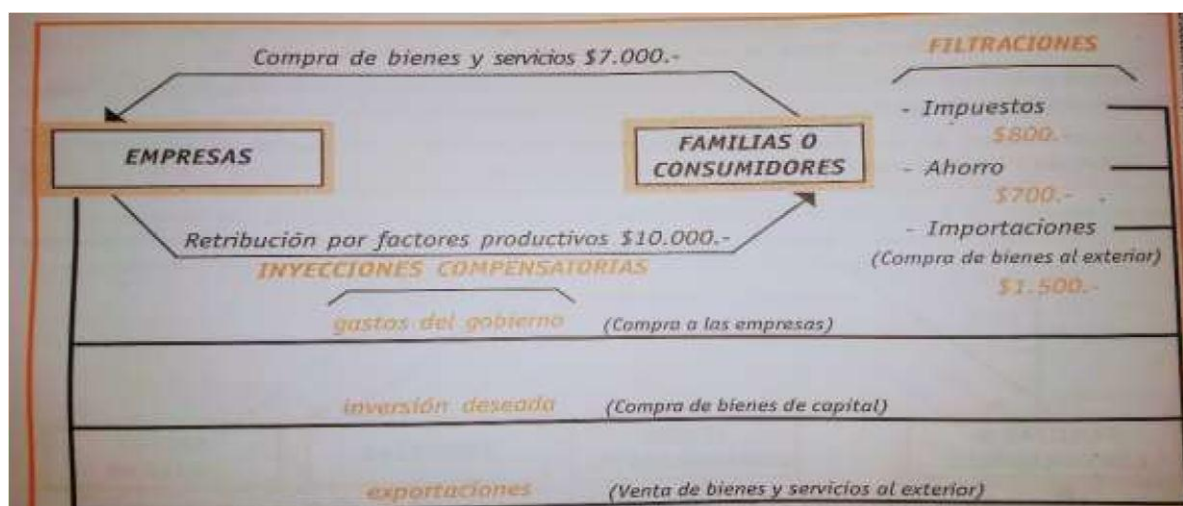 Compra de bienes y servicios $7.000.-
FILTRACIONES
EMPRESAS
FAMILIAS O
CONSUMIDORES
- Impuestos
$800.-
- Ahorro
$700.-
- Importaciones
(Compra de bienes al exterior)
$1.500.-
Retribución por factores productivos $10.000.-
INYECCIONES COMPENSATORIAS
gastos del gobierno (Compra a las empresas)
inversión deseada (Compra de bienes de capital)
exportaciones (Venta de bienes y servicios al exterior)